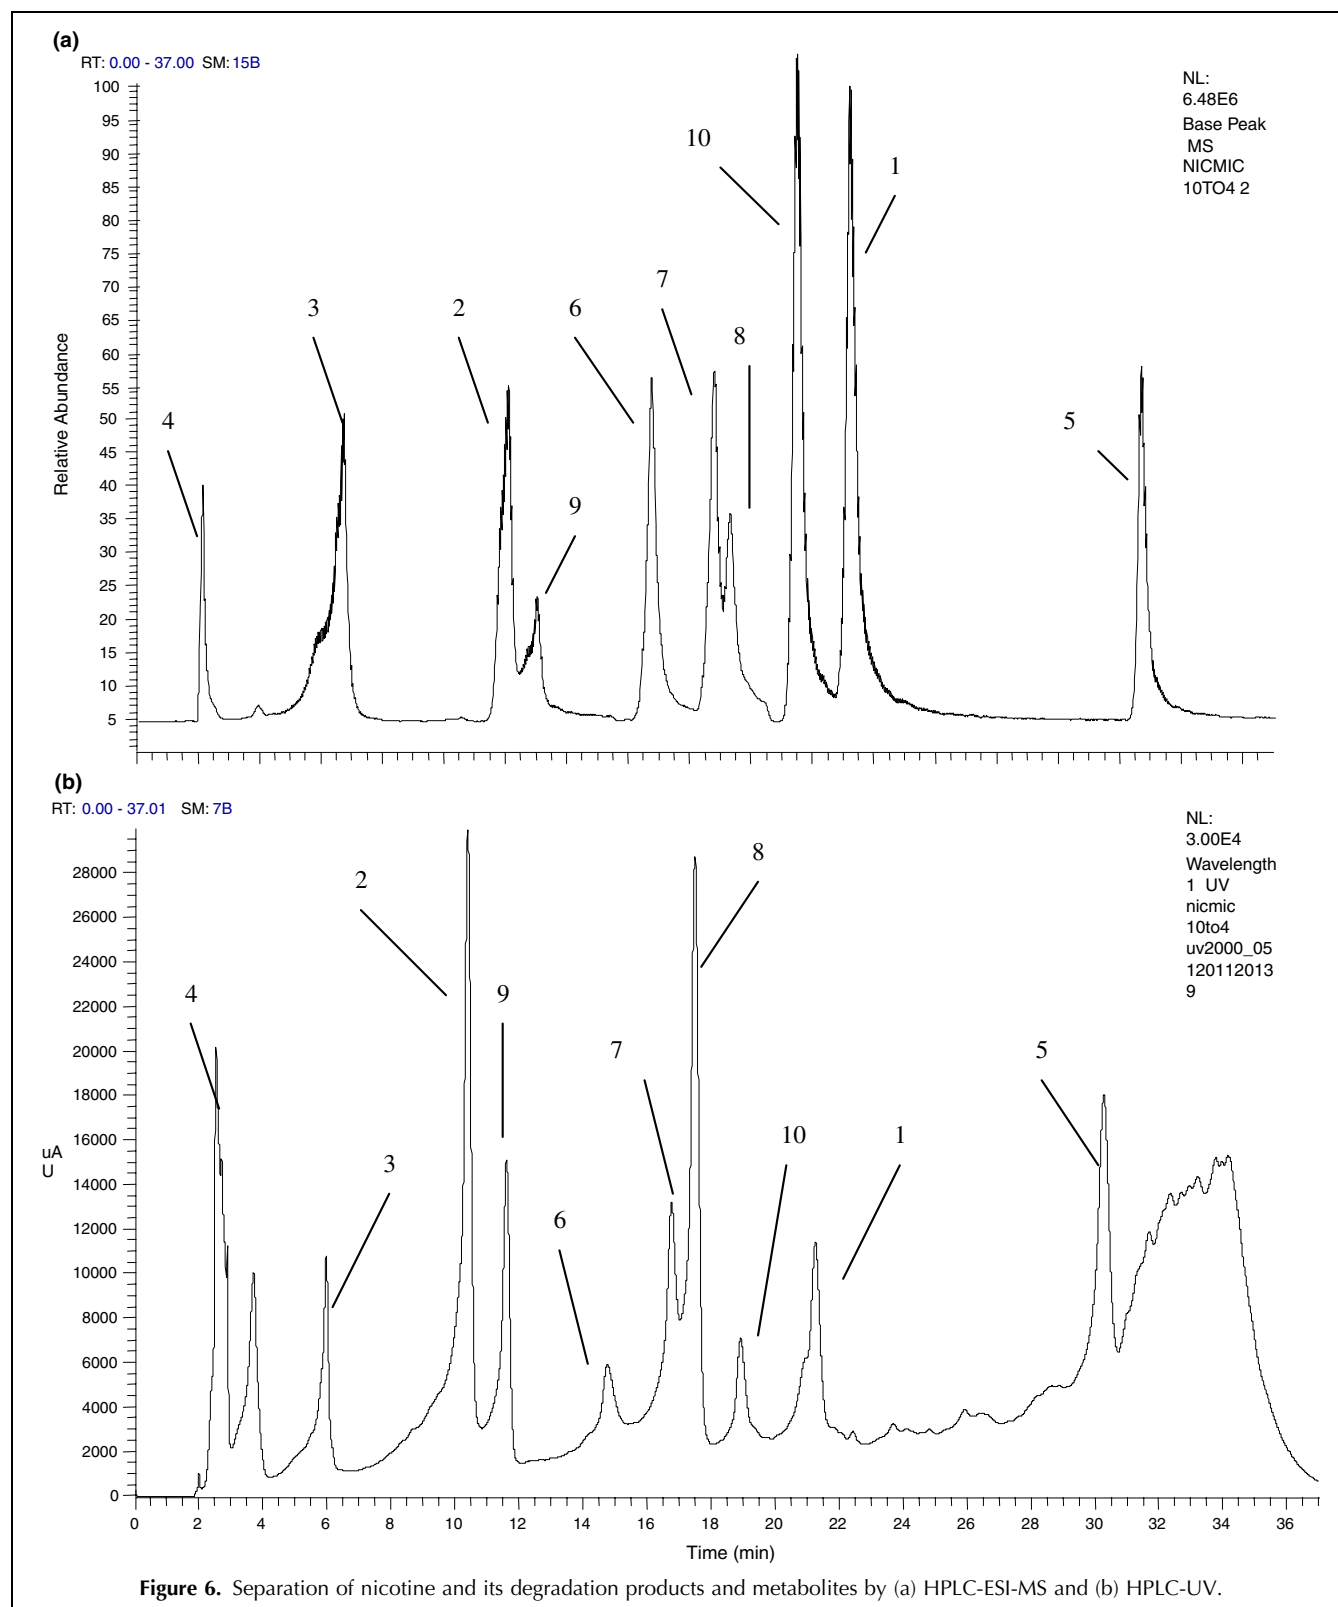 (a)
RT: 0.00 - 37.00 SM: 15B
NL:
6.48E6
Base Peak
MS
NICMIC
10TO4 2
Relative Abundance
100
95
90
85
80
75
70
65
60
55
50
45
40
35
30
25
20
15
10
5
4
3
2
9
6
7
8
10
1
5
(b)
RT: 0.00 - 37.01 SM: 7B
NL:
3.00E4
Wavelength
1 UV
nicmic
10to4
uv2000_05
120112013
9
uA
U
28000
26000
24000
22000
20000
18000
16000
14000
12000
10000
8000
6000
4000
2000
0
4
3
2
9
6
7
8
10
1
5
0 2 4 6 8 10 12 14 16 18 20 22 24 26 28 30 32 34 36
Time (min)
Figure 6. Separation of nicotine and its degradation products and metabolites by (a) HPLC-ESI-MS and (b) HPLC-UV.